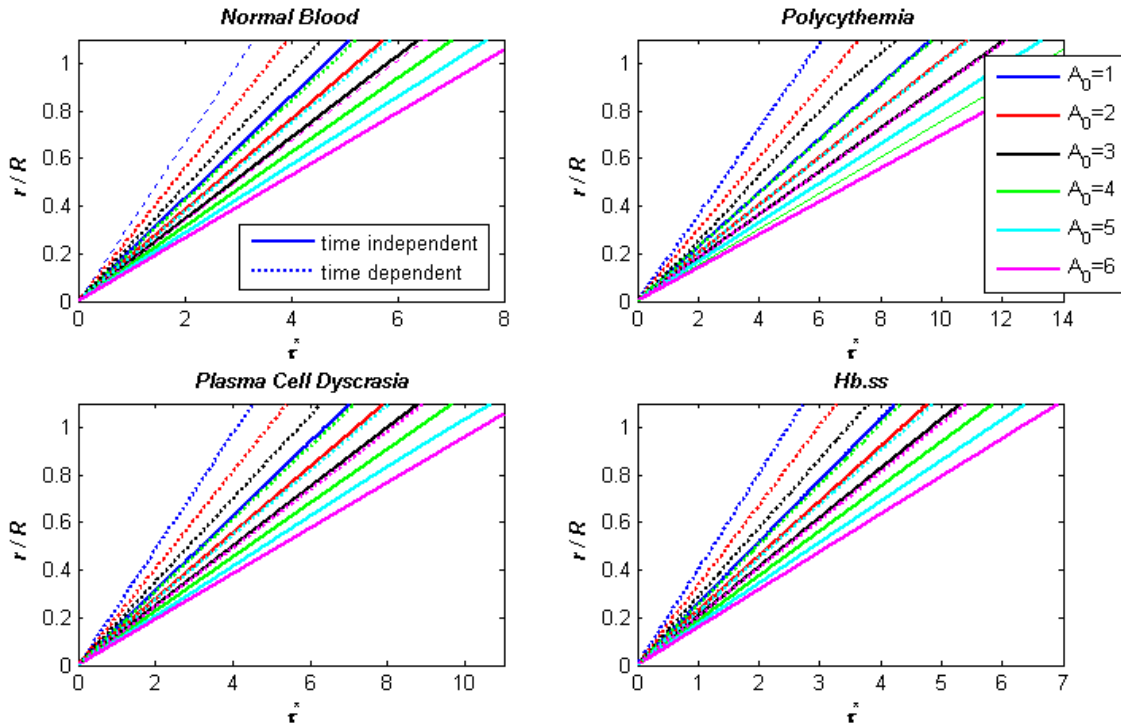 Normal Blood
Polycythemia
r / R
1
0.8
0.6
0.4
0.2
0
time independent
time dependent
0 2 4 6 8
τ*
r / R
1
0.8
0.6
0.4
0.2
0
A0=1
A0=2
A0=3
A0=4
A0=5
A0=6
0 2 4 6 8 10 12 14
τ*
Plasma Cell Dyscrasia
Hb.ss
r / R
1
0.8
0.6
0.4
0.2
0
0 2 4 6 8 10
τ*
r / R
1
0.8
0.6
0.4
0.2
0
0 1 2 3 4 5 6 7
τ*